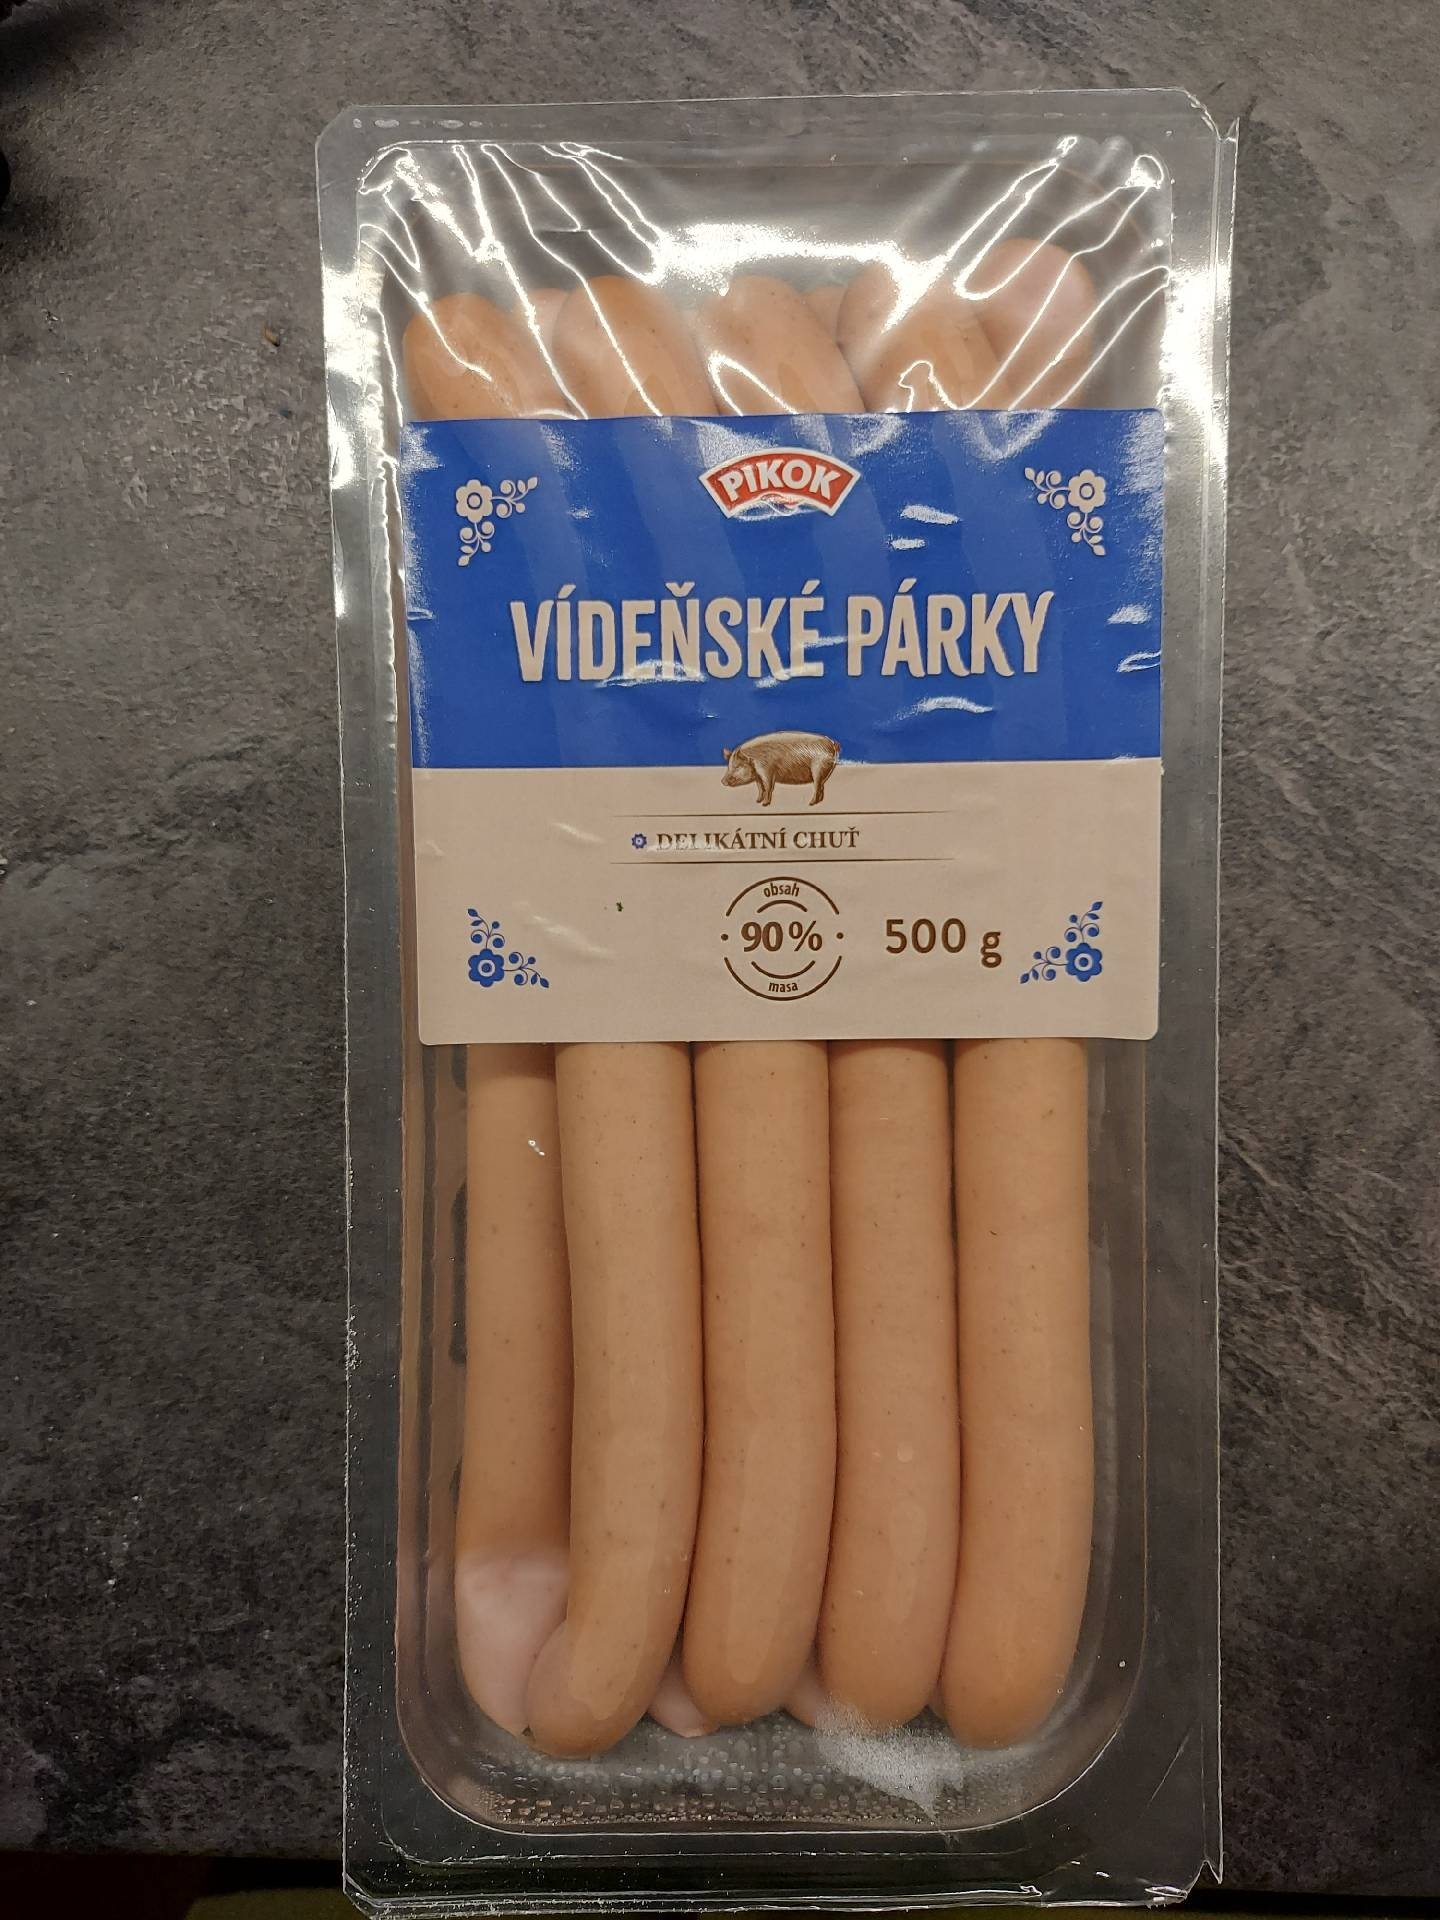 PIKOK
VÍDEŇSKÉ PÁRKY
DELIKÁTNÍ CHUŤ
obsah
90%
masa
500 g